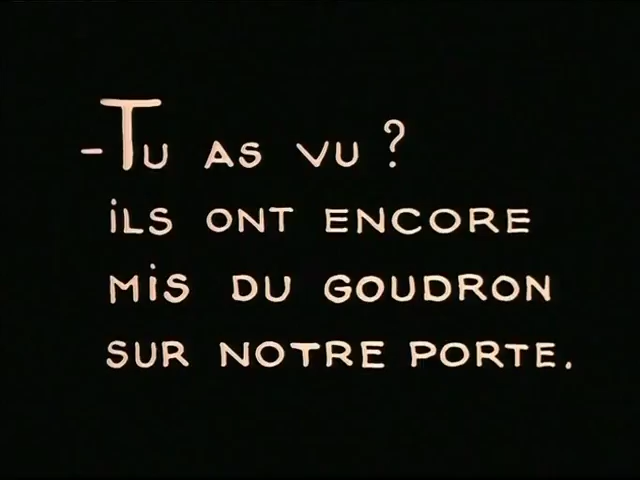 -Tu AS VU ?
iLS ONT ENCORE
MiS DU GOUDRON
SUR NOTRE PORTE.